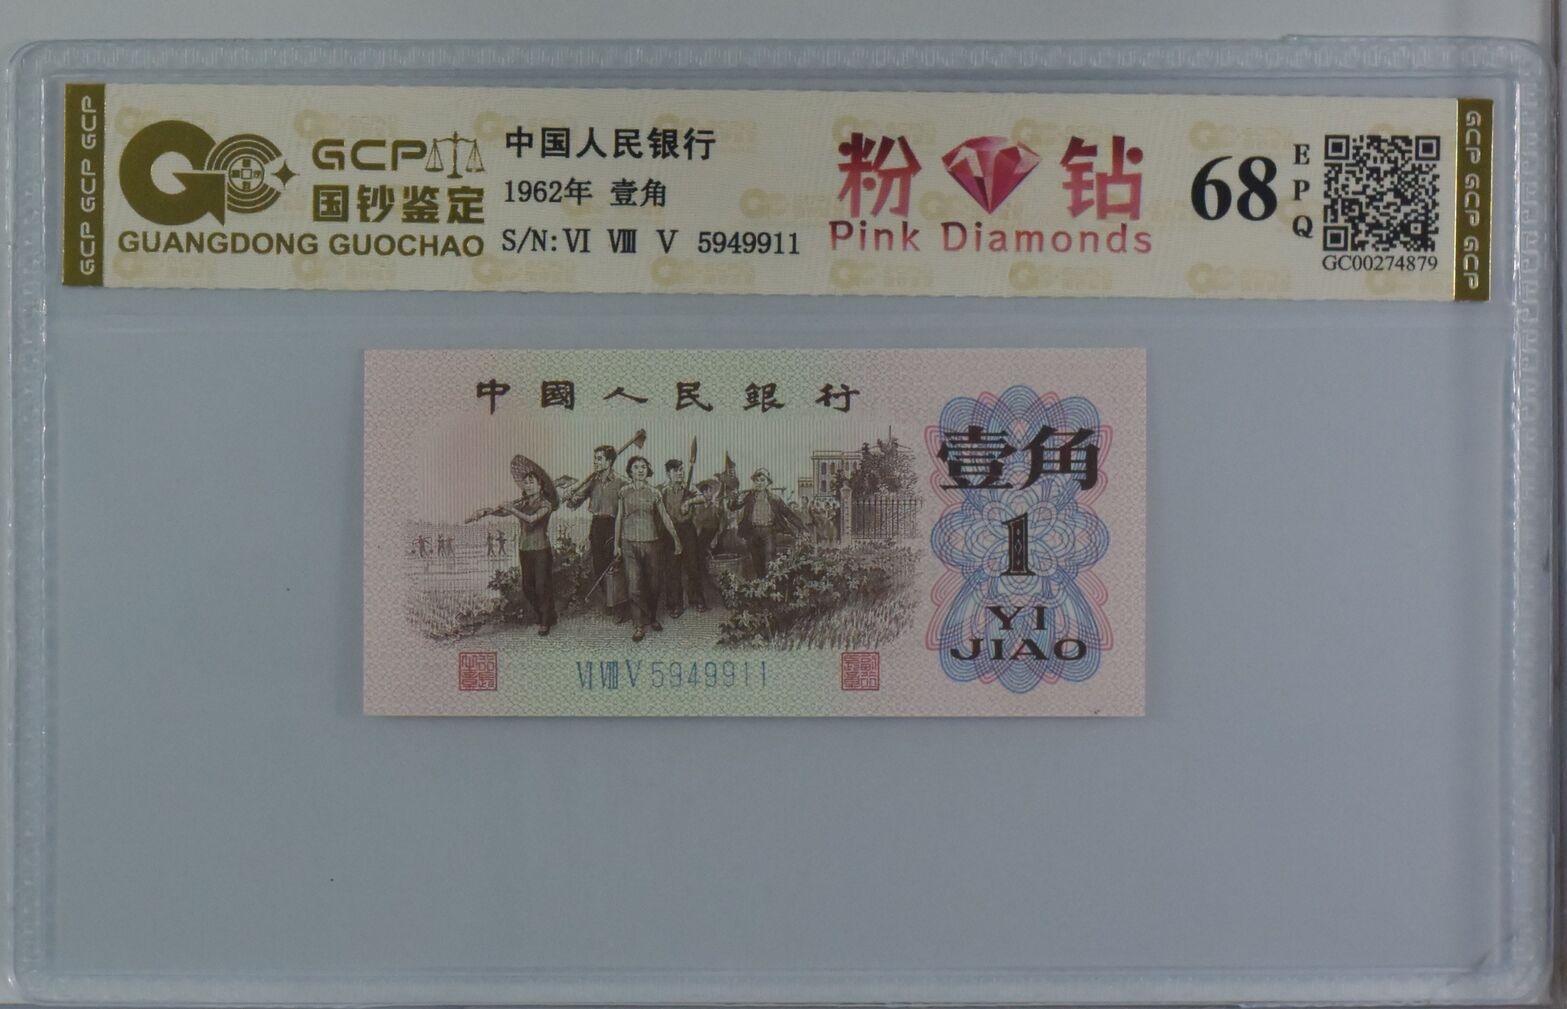 GCP GCP GCP
GCP
国钞鉴定
GUANGDONG GUOCHAO
中国人民银行
1962年 壹角
S/N: VI VIII V 5949911
粉钻
Pink Diamonds
68
EPQ
GC00274879
GCP GCP GCP
中國人民銀行
壹角
1
YI
JIAO
VI VIII V 5949911